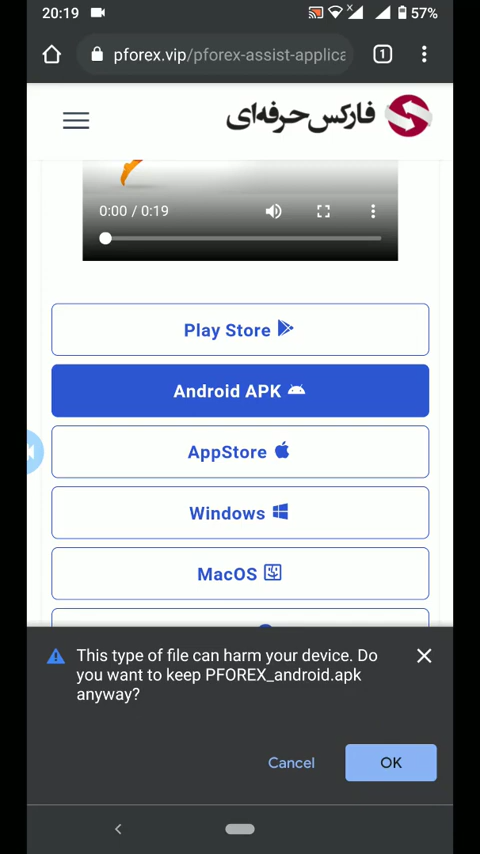 20:19
57%
pforex.vip/pforex-assist-applica
1
فارکس حرفه‌ای
0:00 / 0:19
Play Store
Android APK
AppStore
Windows
MacOS
This type of file can harm your device. Do
you want to keep PFOREX_android.apk
anyway?
Cancel
OK